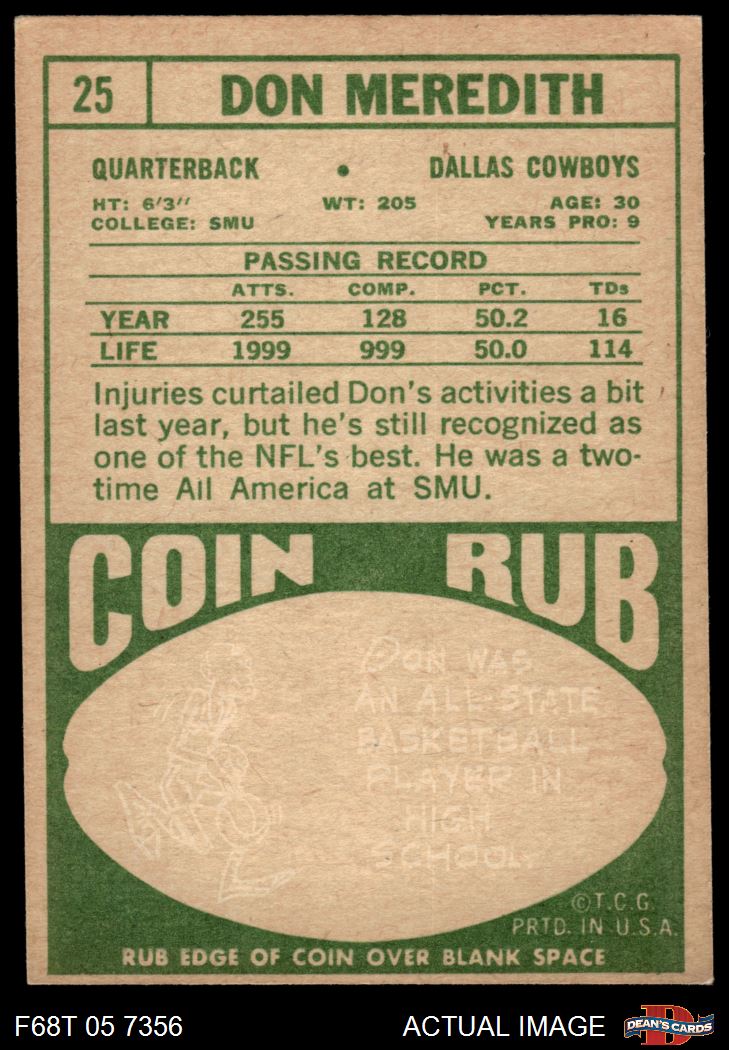 25 DON MEREDITH
QUARTERBACK • DALLAS COWBOYS
HT: 6'3" WT: 205 AGE: 30
COLLEGE: SMU YEARS PRO: 9
PASSING RECORD
ATTS. COMP. PCT. TDs
YEAR 255 128 50.2 16
LIFE 1999 999 50.0 114
Injuries curtailed Don's activities a bit
last year, but he's still recognized as
one of the NFL's best. He was a two-
time All America at SMU.
COIN RUB
DON WAS
AN ALL-STATE
BASKETBALL
PLAYER IN
HIGH
SCHOOL.
©T.C.G.
PRTD. IN U.S.A.
RUB EDGE OF COIN OVER BLANK SPACE
F68T 05 7356 ACTUAL IMAGE D DEAN'S CARDS